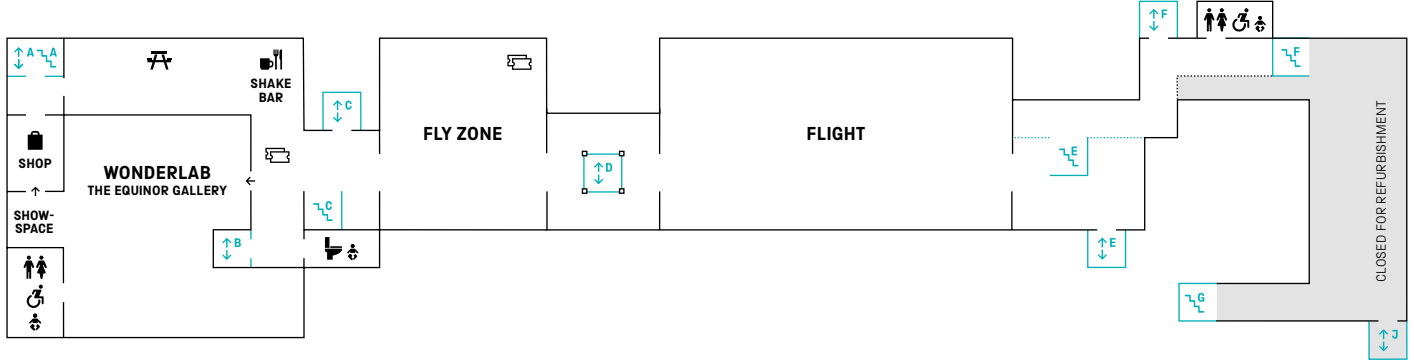 F
A
A
F
SHAKE
BAR
C
FLY ZONE
FLIGHT
SHOP
WONDERLAB
THE EQUINOR GALLERY
D
E
CLOSED FOR REFURBISHMENT
SHOW-
SPACE
C
B
E
G
J